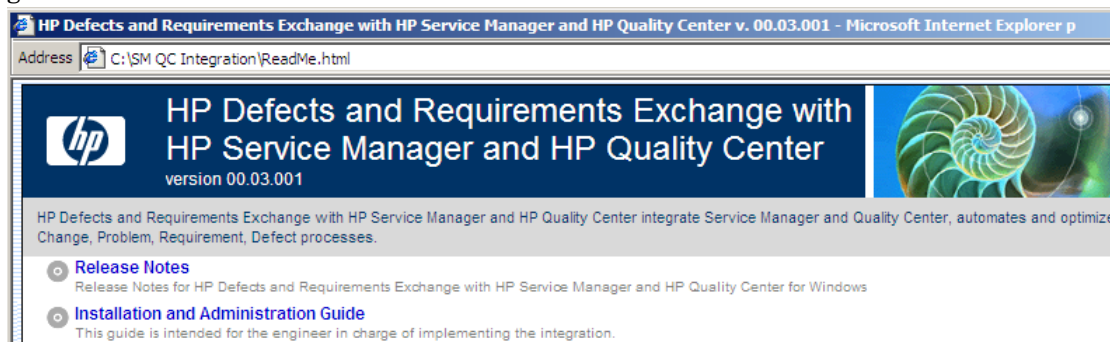 HP Defects and Requirements Exchange with HP Service Manager and HP Quality Center v. 00.03.001 - Microsoft Internet Explorer p
Address C:\SM QC Integration\ReadMe.html
hp
HP Defects and Requirements Exchange with
HP Service Manager and HP Quality Center
version 00.03.001
HP Defects and Requirements Exchange with HP Service Manager and HP Quality Center integrate Service Manager and Quality Center, automates and optimize
Change, Problem, Requirement, Defect processes.
Release Notes
Release Notes for HP Defects and Requirements Exchange with HP Service Manager and HP Quality Center for Windows
Installation and Administration Guide
This guide is intended for the engineer in charge of implementing the integration.